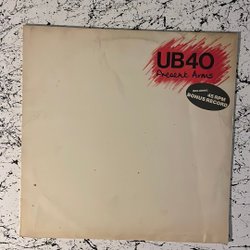 UB40
Present Arms
45 RPM
BONUS RECORD